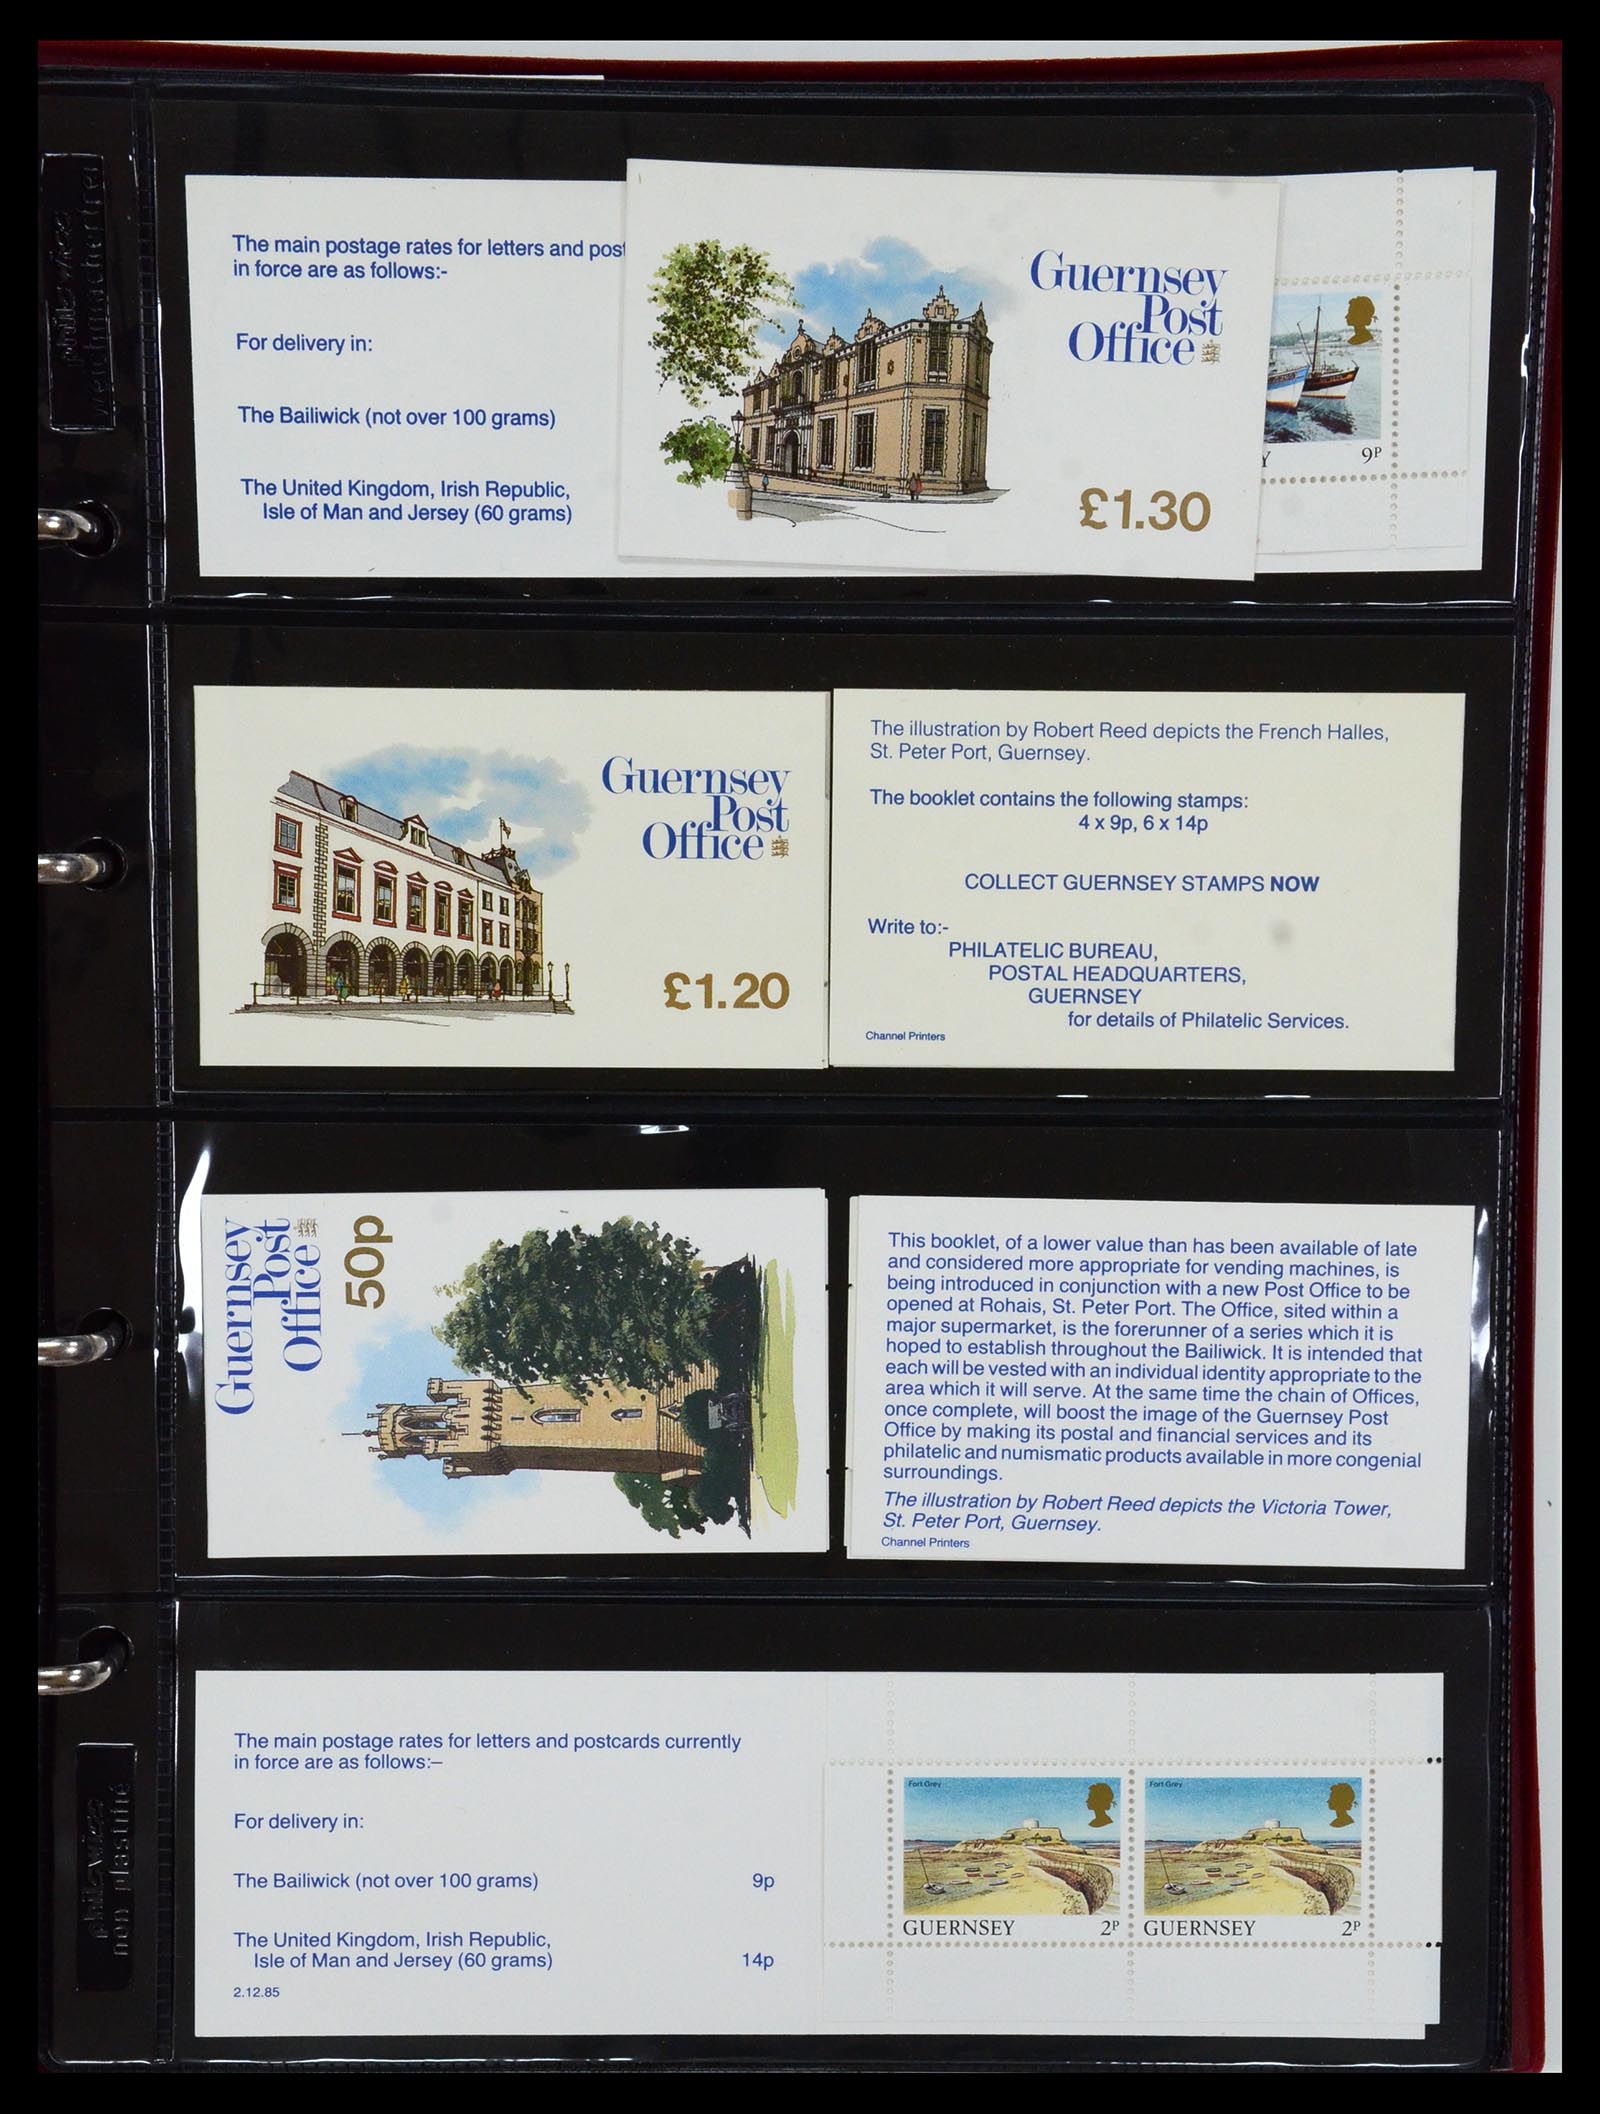 The main postage rates for letters and post
in force are as follows:-
For delivery in:
The Bailiwick (not over 100 grams)
The United Kingdom, Irish Republic,
Isle of Man and Jersey (60 grams)
Guernsey
Post
Office
£1.30
Y 9P
Guernsey
Post
Office
£1.20
The illustration by Robert Reed depicts the French Halles,
St. Peter Port, Guernsey.
The booklet contains the following stamps:
4 x 9p, 6 x 14p
COLLECT GUERNSEY STAMPS NOW
Write to:-
PHILATELIC BUREAU,
POSTAL HEADQUARTERS,
GUERNSEY
for details of Philatelic Services.
Channel Printers
Guernsey
Post
Office
50p
This booklet, of a lower value than has been available of late
and considered more appropriate for vending machines, is
being introduced in conjunction with a new Post Office to be
opened at Rohais, St. Peter Port. The Office, sited within a
major supermarket, is the forerunner of a series which it is
hoped to establish throughout the Bailiwick. It is intended that
each will be vested with an individual identity appropriate to the
area which it will serve. At the same time the chain of Offices,
once complete, will boost the image of the Guernsey Post
Office by making its postal and financial services and its
philatelic and numismatic products available in more congenial
surroundings.
The illustration by Robert Reed depicts the Victoria Tower,
St. Peter Port, Guernsey.
Channel Printers
The main postage rates for letters and postcards currently
in force are as follows:–
For delivery in:
The Bailiwick (not over 100 grams) 9p
The United Kingdom, Irish Republic,
Isle of Man and Jersey (60 grams) 14p
2.12.85
Fort Grey
GUERNSEY 2P
Fort Grey
GUERNSEY 2P
weichmacherfrei
non plastifié